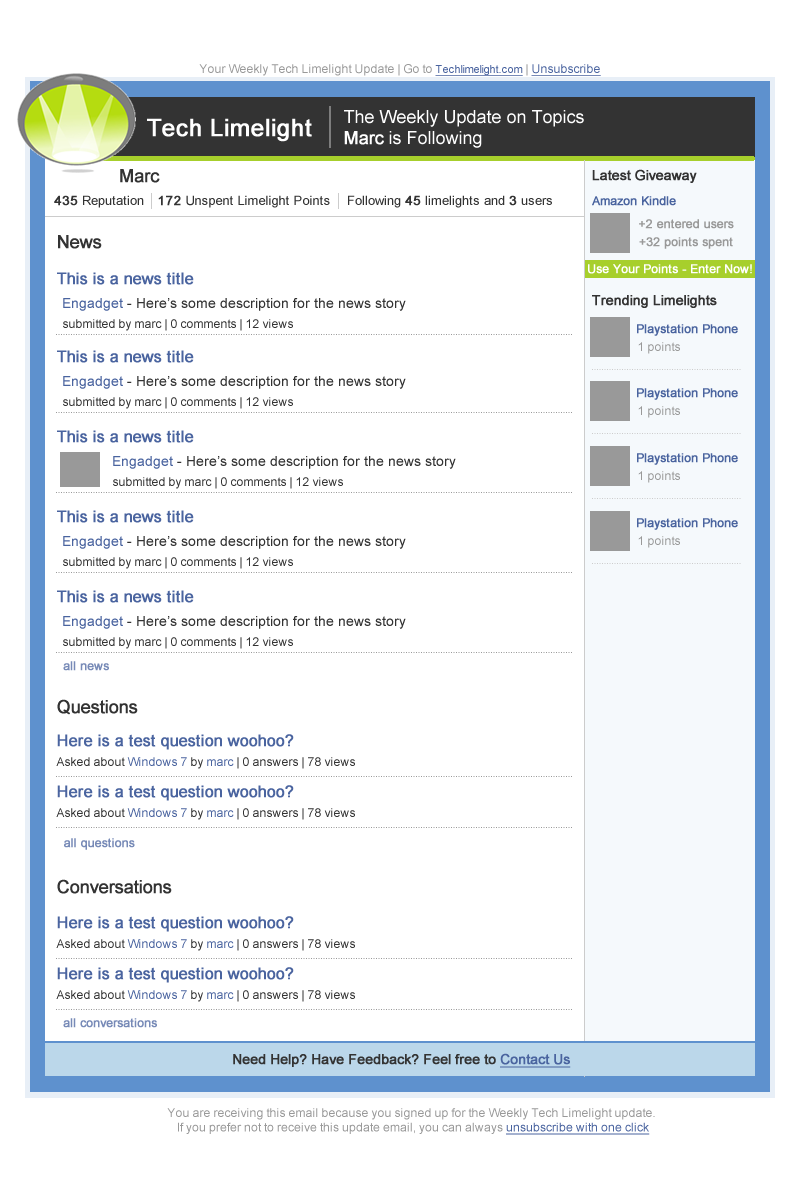 Your Weekly Tech Limelight Update | Go to Techlimelight.com | Unsubscribe
Tech Limelight
The Weekly Update on Topics
Marc is Following
Marc
435 Reputation
172 Unspent Limelight Points
Following 45 limelights and 3 users
News
This is a news title
Engadget - Here's some description for the news story
submitted by marc | 0 comments | 12 views
This is a news title
Engadget - Here's some description for the news story
submitted by marc | 0 comments | 12 views
This is a news title
Engadget - Here's some description for the news story
submitted by marc | 0 comments | 12 views
This is a news title
Engadget - Here's some description for the news story
submitted by marc | 0 comments | 12 views
This is a news title
Engadget - Here's some description for the news story
submitted by marc | 0 comments | 12 views
all news
Questions
Here is a test question woohoo?
Asked about Windows 7 by marc | 0 answers | 78 views
Here is a test question woohoo?
Asked about Windows 7 by marc | 0 answers | 78 views
all questions
Conversations
Here is a test question woohoo?
Asked about Windows 7 by marc | 0 answers | 78 views
Here is a test question woohoo?
Asked about Windows 7 by marc | 0 answers | 78 views
all conversations
Latest Giveaway
Amazon Kindle
+2 entered users
+32 points spent
Use Your Points - Enter Now!
Trending Limelights
Playstation Phone
1 points
Playstation Phone
1 points
Playstation Phone
1 points
Playstation Phone
1 points
Need Help? Have Feedback? Feel free to Contact Us
You are receiving this email because you signed up for the Weekly Tech Limelight update.
If you prefer not to receive this update email, you can always unsubscribe with one click